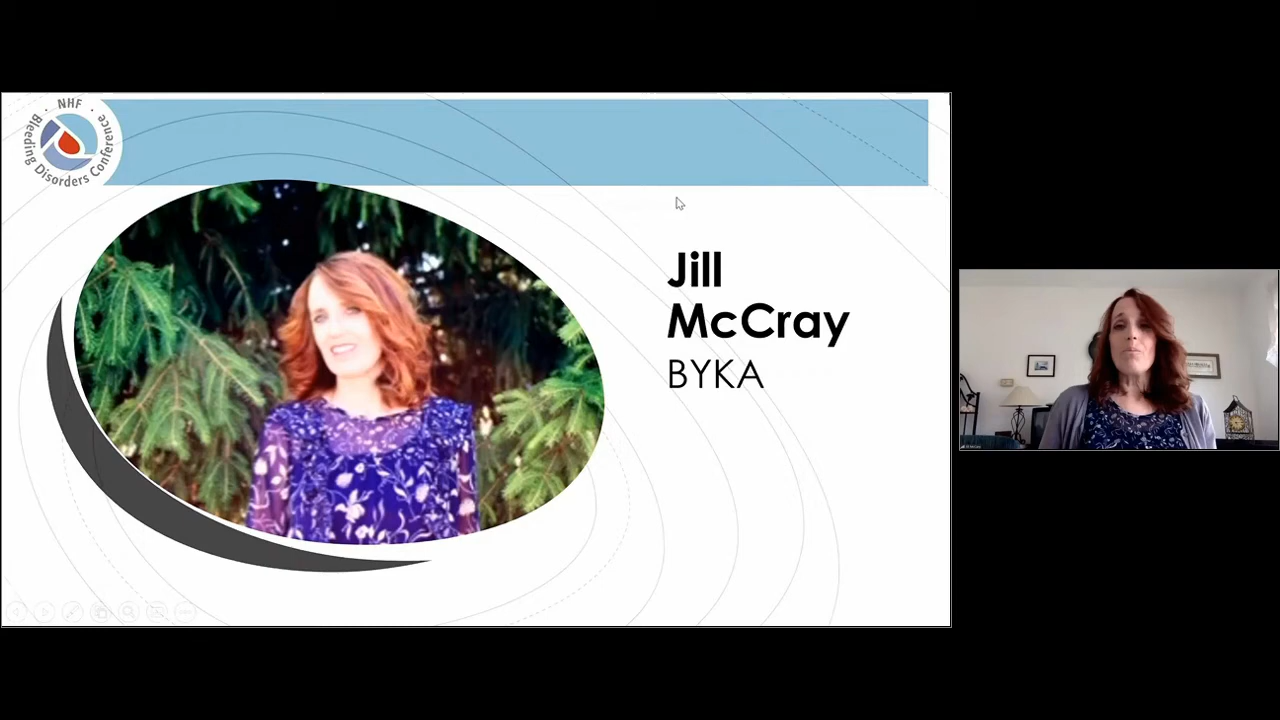 · NHF ·
Bleeding Disorders Conference
Jill
McCray
BYKA